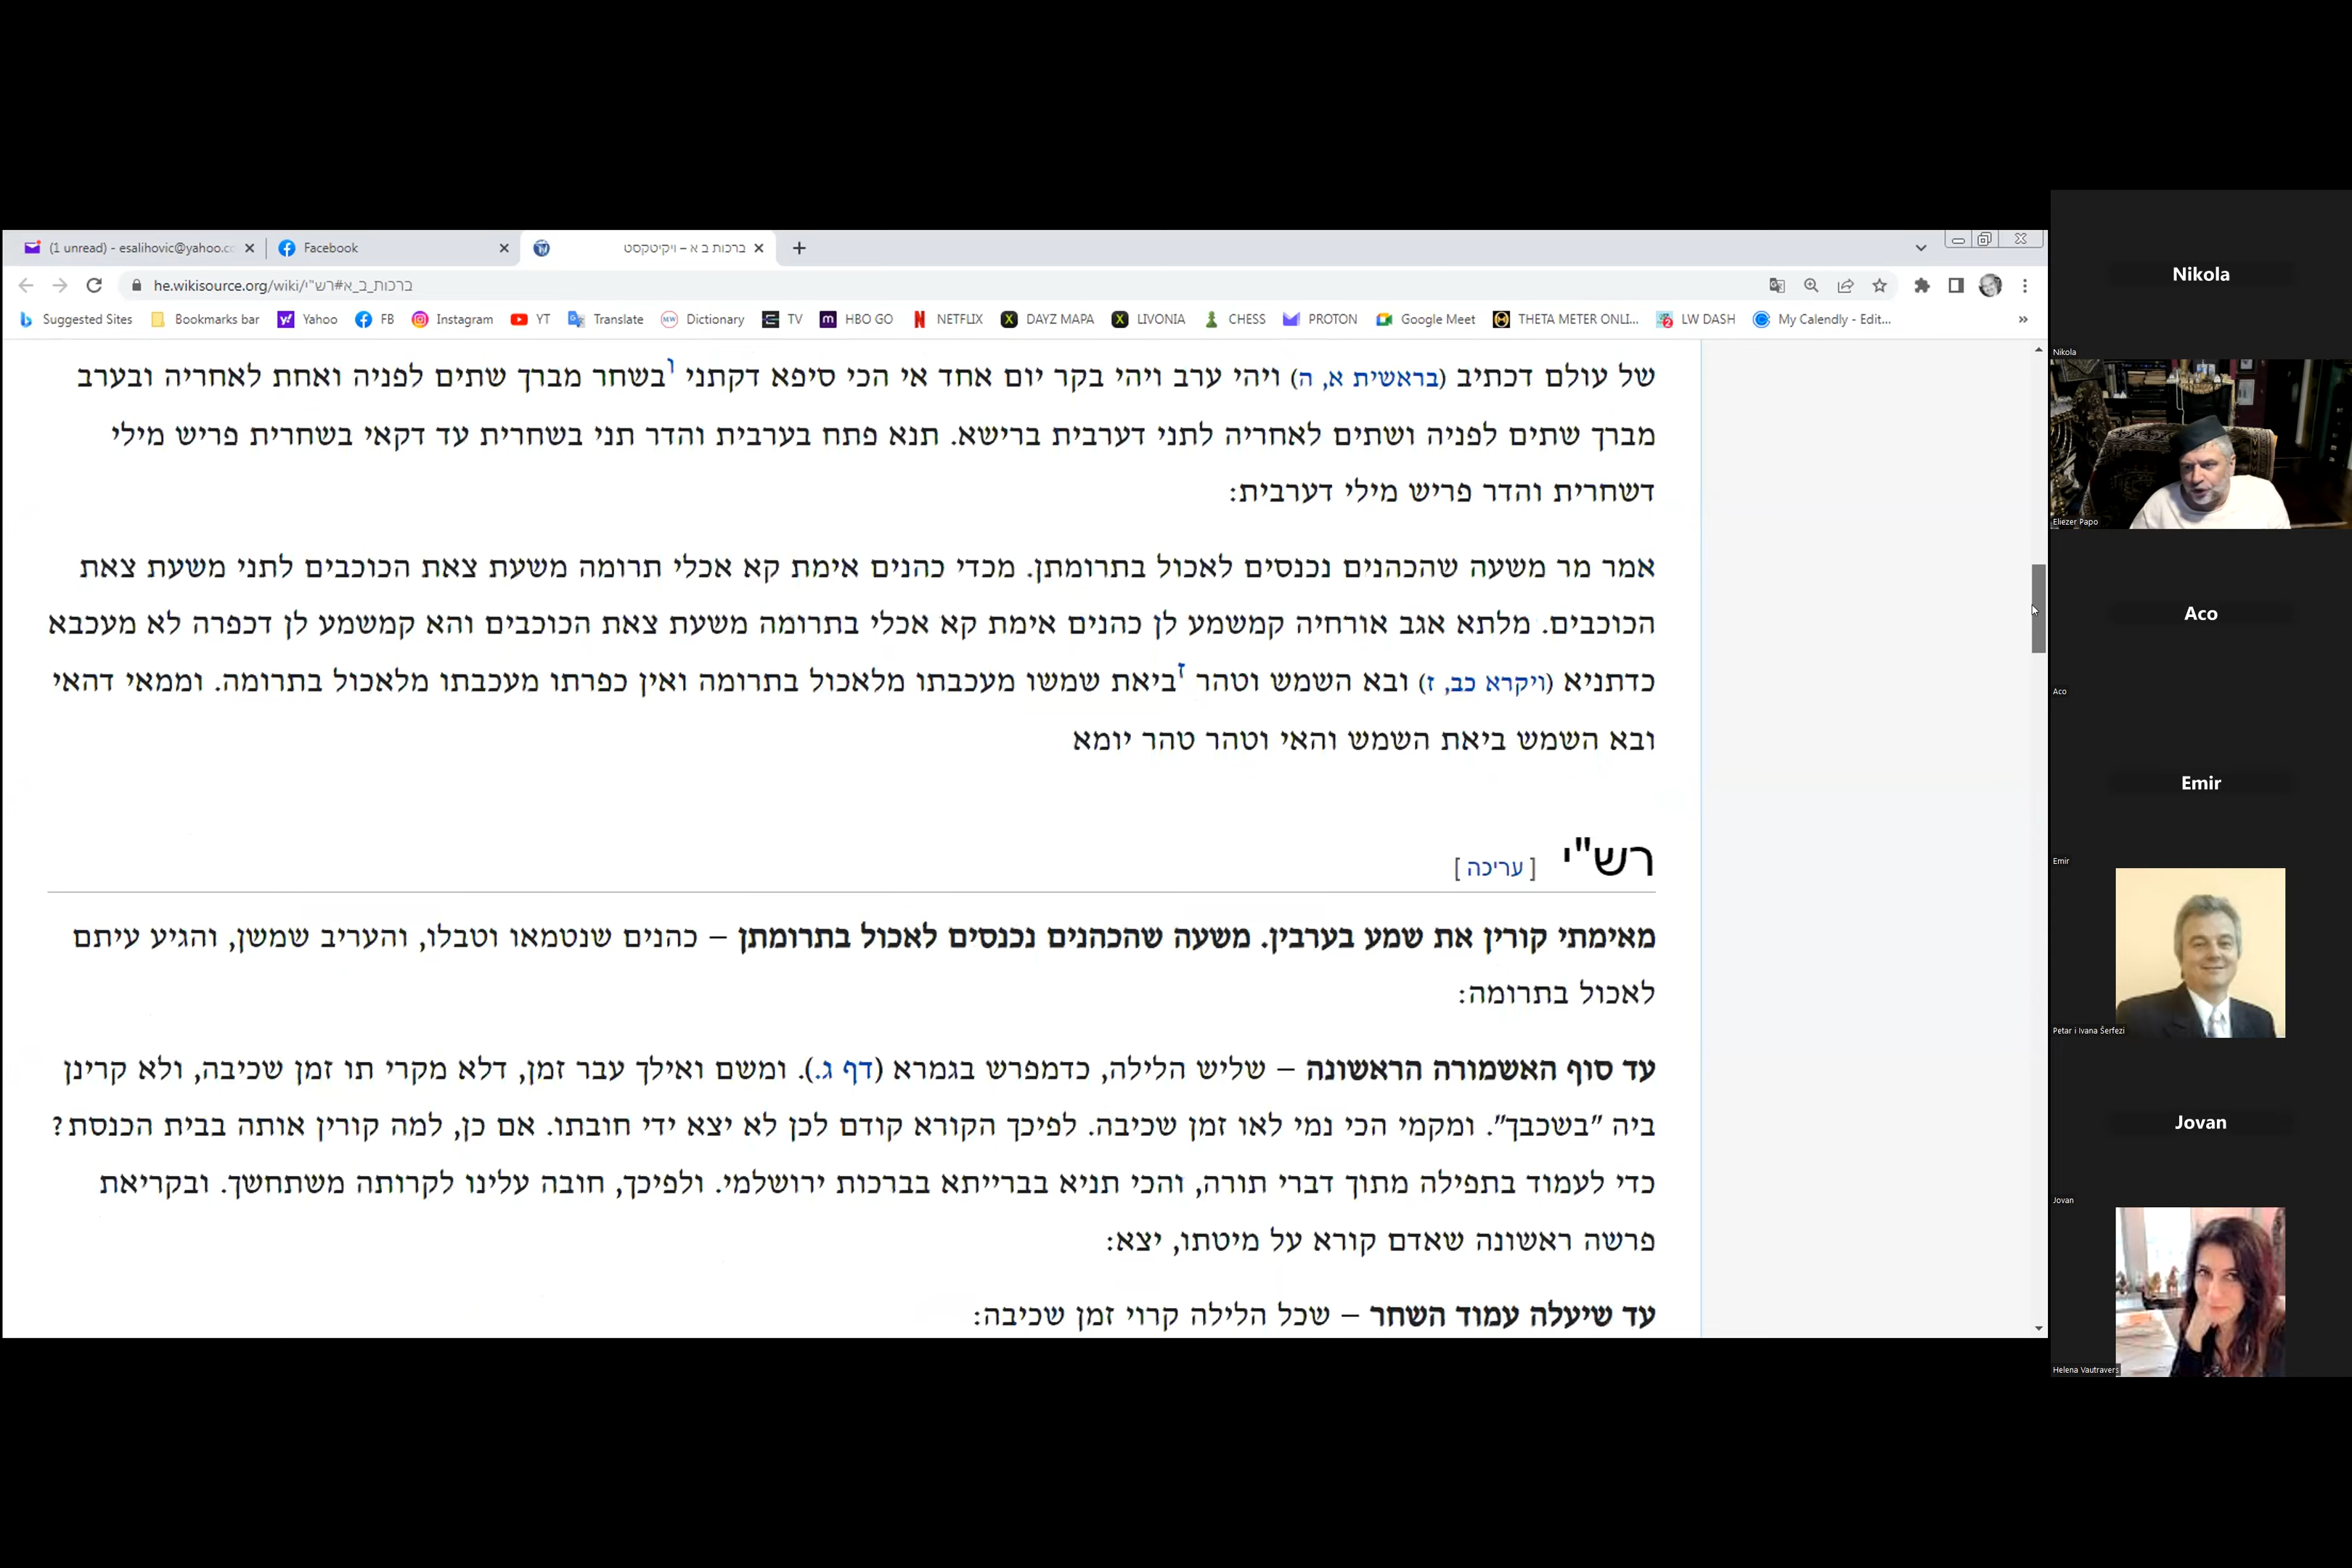 (1 unread) - esalihovic@yahoo.cc
Facebook
ברכות ב א – ויקיטקסט
he.wikisource.org/wiki/ברכות_ב_א#רש"י
Suggested Sites
Bookmarks bar
Yahoo
FB
Instagram
YT
Translate
Dictionary
TV
HBO GO
NETFLIX
DAYZ MAPA
LIVONIA
CHESS
PROTON
Google Meet
THETA METER ONLI...
LW DASH
My Calendly - Edit...
של עולם דכתיב (בראשית א, ה) ויהי ערב ויהי בקר יום אחד אי הכי סיפא דקתני ו בשחר מברך שתים לפניה ואחת לאחריה ובערב
מברך שתים לפניה ושתים לאחריה לתני דערבית ברישא. תנא פתח בערבית והדר תני בשחרית עד דקאי בשחרית פריש מילי
דשחרית והדר פריש מילי דערבית:
אמר מר משעה שהכהנים נכנסים לאכול בתרומתן. מכדי כהנים אימת קא אכלי תרומה משעת צאת הכוכבים לתני משעת צאת
הכוכבים. מלתא אגב אורחיה קמשמע לן כהנים אימת קא אכלי בתרומה משעת צאת הכוכבים והא קמשמע לן דכפרה לא מעכבא
כדתניא (ויקרא כב, ז) ובא השמש וטהר ז ביאת שמשו מעכבתו מלאכול בתרומה ואין כפרתו מעכבתו מלאכול בתרומה. וממאי דהאי
ובא השמש ביאת השמש והאי וטהר טהר יומא
רש"י [ עריכה ]
מאימתי קורין את שמע בערבין. משעה שהכהנים נכנסים לאכול בתרומתן – כהנים שנטמאו וטבלו, והעריב שמשן, והגיע עיתם
לאכול בתרומה:
עד סוף האשמורה הראשונה – שליש הלילה, כדמפרש בגמרא (דף ג.). ומשם ואילך עבר זמן, דלא מקרי תו זמן שכיבה, ולא קרינן
ביה "בשכבך". ומקמי הכי נמי לאו זמן שכיבה. לפיכך הקורא קודם לכן לא יצא ידי חובתו. אם כן, למה קורין אותה בבית הכנסת?
כדי לעמוד בתפילה מתוך דברי תורה, והכי תניא בברייתא בברכות ירושלמי. ולפיכך, חובה עלינו לקרותה משתחשך. ובקריאת
פרשה ראשונה שאדם קורא על מיטתו, יצא:
עד שיעלה עמוד השחר – שכל הלילה קרוי זמן שכיבה:
Nikola
Nikola
Eliezer Papo
Aco
Aco
Emir
Emir
Petar i Ivana Šerfezi
Jovan
Jovan
Helena Vautravers